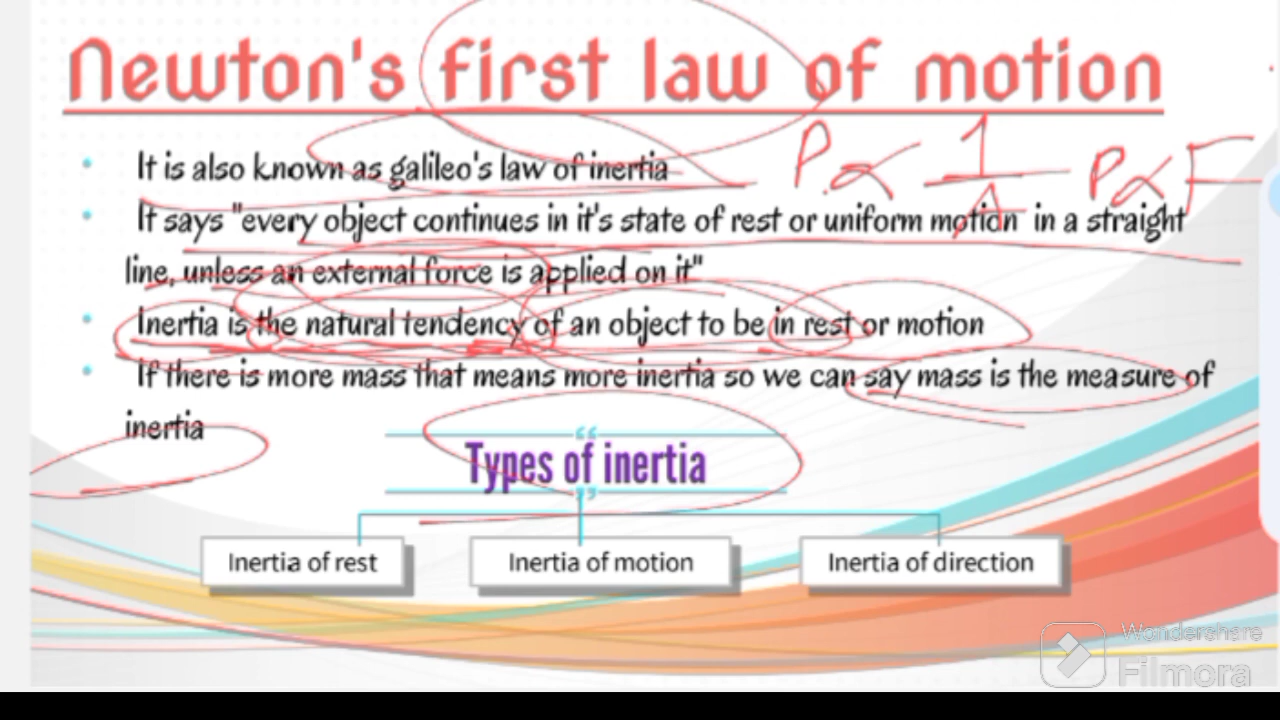 Newton's first law of motion
It is also known as galileo's law of inertia
P ∝ 1/A P ∝ F
It says "every object continues in it's state of rest or uniform motion in a straight
line, unless an external force is applied on it"
Inertia is the natural tendency of an object to be in rest or motion
If there is more mass that means more inertia so we can say mass is the measure of
inertia
“
Types of inertia
”
Inertia of rest
Inertia of motion
Inertia of direction
Wondershare
Filmora